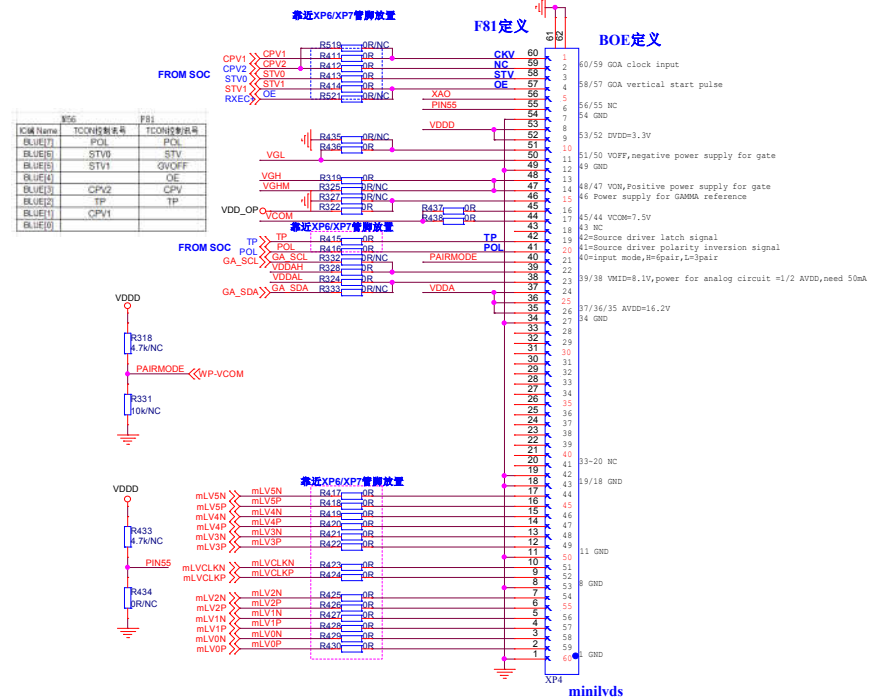 靠近XP6/XP7管脚放置
F81定义
BOE定义
61
62
FROM SOC
CPV1
CPV2
STV0
STV1
RXEC+
CPV1
CPV2
STV0
STV1
OE
R519 0R/NC
R411 0R
R412 0R
R413 0R
R414 0R
R521 0R/NC
CKV
NC
STV
OE
XAO
PIN55
VDDD
60
59
58
57
56
55
54
53
52
51
50
49
48
47
46
45
44
43
42
41
40
39
38
37
36
35
34
33
32
31
30
29
28
27
26
25
24
23
22
21
20
19
18
17
16
15
14
13
12
11
10
9
8
7
6
5
4
3
2
1
1
2
3
4
5
6
7
8
9
10
11
12
13
14
15
16
17
18
19
20
21
22
23
24
25
26
27
28
29
30
31
32
33
34
35
36
37
38
39
40
41
42
43
44
45
46
47
48
49
50
51
52
53
54
55
56
57
58
59
60
60/59 GOA clock input
58/57 GOA vertical start pulse
56/55 NC
54 GND
53/52 DVDD=3.3V
51/50 VOFF,negative power supply for gate
49 GND
48/47 VON,Positive power supply for gate
46 Power supply for GAMMA reference
45/44 VCOM=7.5V
43 NC
42=Source driver latch signal
41=Source driver polarity inversion signal
40=input mode,H=6pair,L=3pair
39/38 VMID=8.1V,power for analog circuit =1/2 AVDD,need 50mA
37/36/35 AVDD=16.2V
34 GND
33~20 NC
19/18 GND
11 GND
8 GND
1 GND
M56 F81
IC端 Name TCON控制信号 TCON控制信号
BLUE[7] POL POL
BLUE[6] STV0 STV
BLUE[5] STV1 GVOFF
BLUE[4] OE
BLUE[3] CPV2 CPV
BLUE[2] TP TP
BLUE[1] CPV1
BLUE[0]
R435 0R/NC
R436 0R
VGL
VGH
VGHM
R319 0R
R325 0R/NC
R327 0R/NC
R322 0R
VDD_OP
VCOM
R437 0R
R438 0R
靠近XP6/XP7管脚放置
FROM SOC
TP
POL
TP
POL
R415 0R
R416 0R
TP
POL
GA_SCL
GA_SCL
VDDAH
VDDAL
GA_SDA
GA_SDA
R332 0R/NC
R328 0R
R324 0R
R333 0R/NC
PAIRMODE
VDDA
VDDD
R318
4.7k/NC
PAIRMODE
WP-VCOM
R331
10k/NC
VDDD
R433
4.7k/NC
PIN55
R434
0R/NC
靠近XP6/XP7管脚放置
mLV5N mLV5N R417 0R
mLV5P mLV5P R418 0R
mLV4N mLV4N R419 0R
mLV4P mLV4P R420 0R
mLV3N mLV3N R421 0R
mLV3P mLV3P R422 0R
mLVCLKN mLVCLKN R423 0R
mLVCLKP mLVCLKP R424 0R
mLV2N mLV2N R425 0R
mLV2P mLV2P R426 0R
mLV1N mLV1N R427 0R
mLV1P mLV1P R428 0R
mLV0N mLV0N R429 0R
mLV0P mLV0P R430 0R
XP4
minilvds